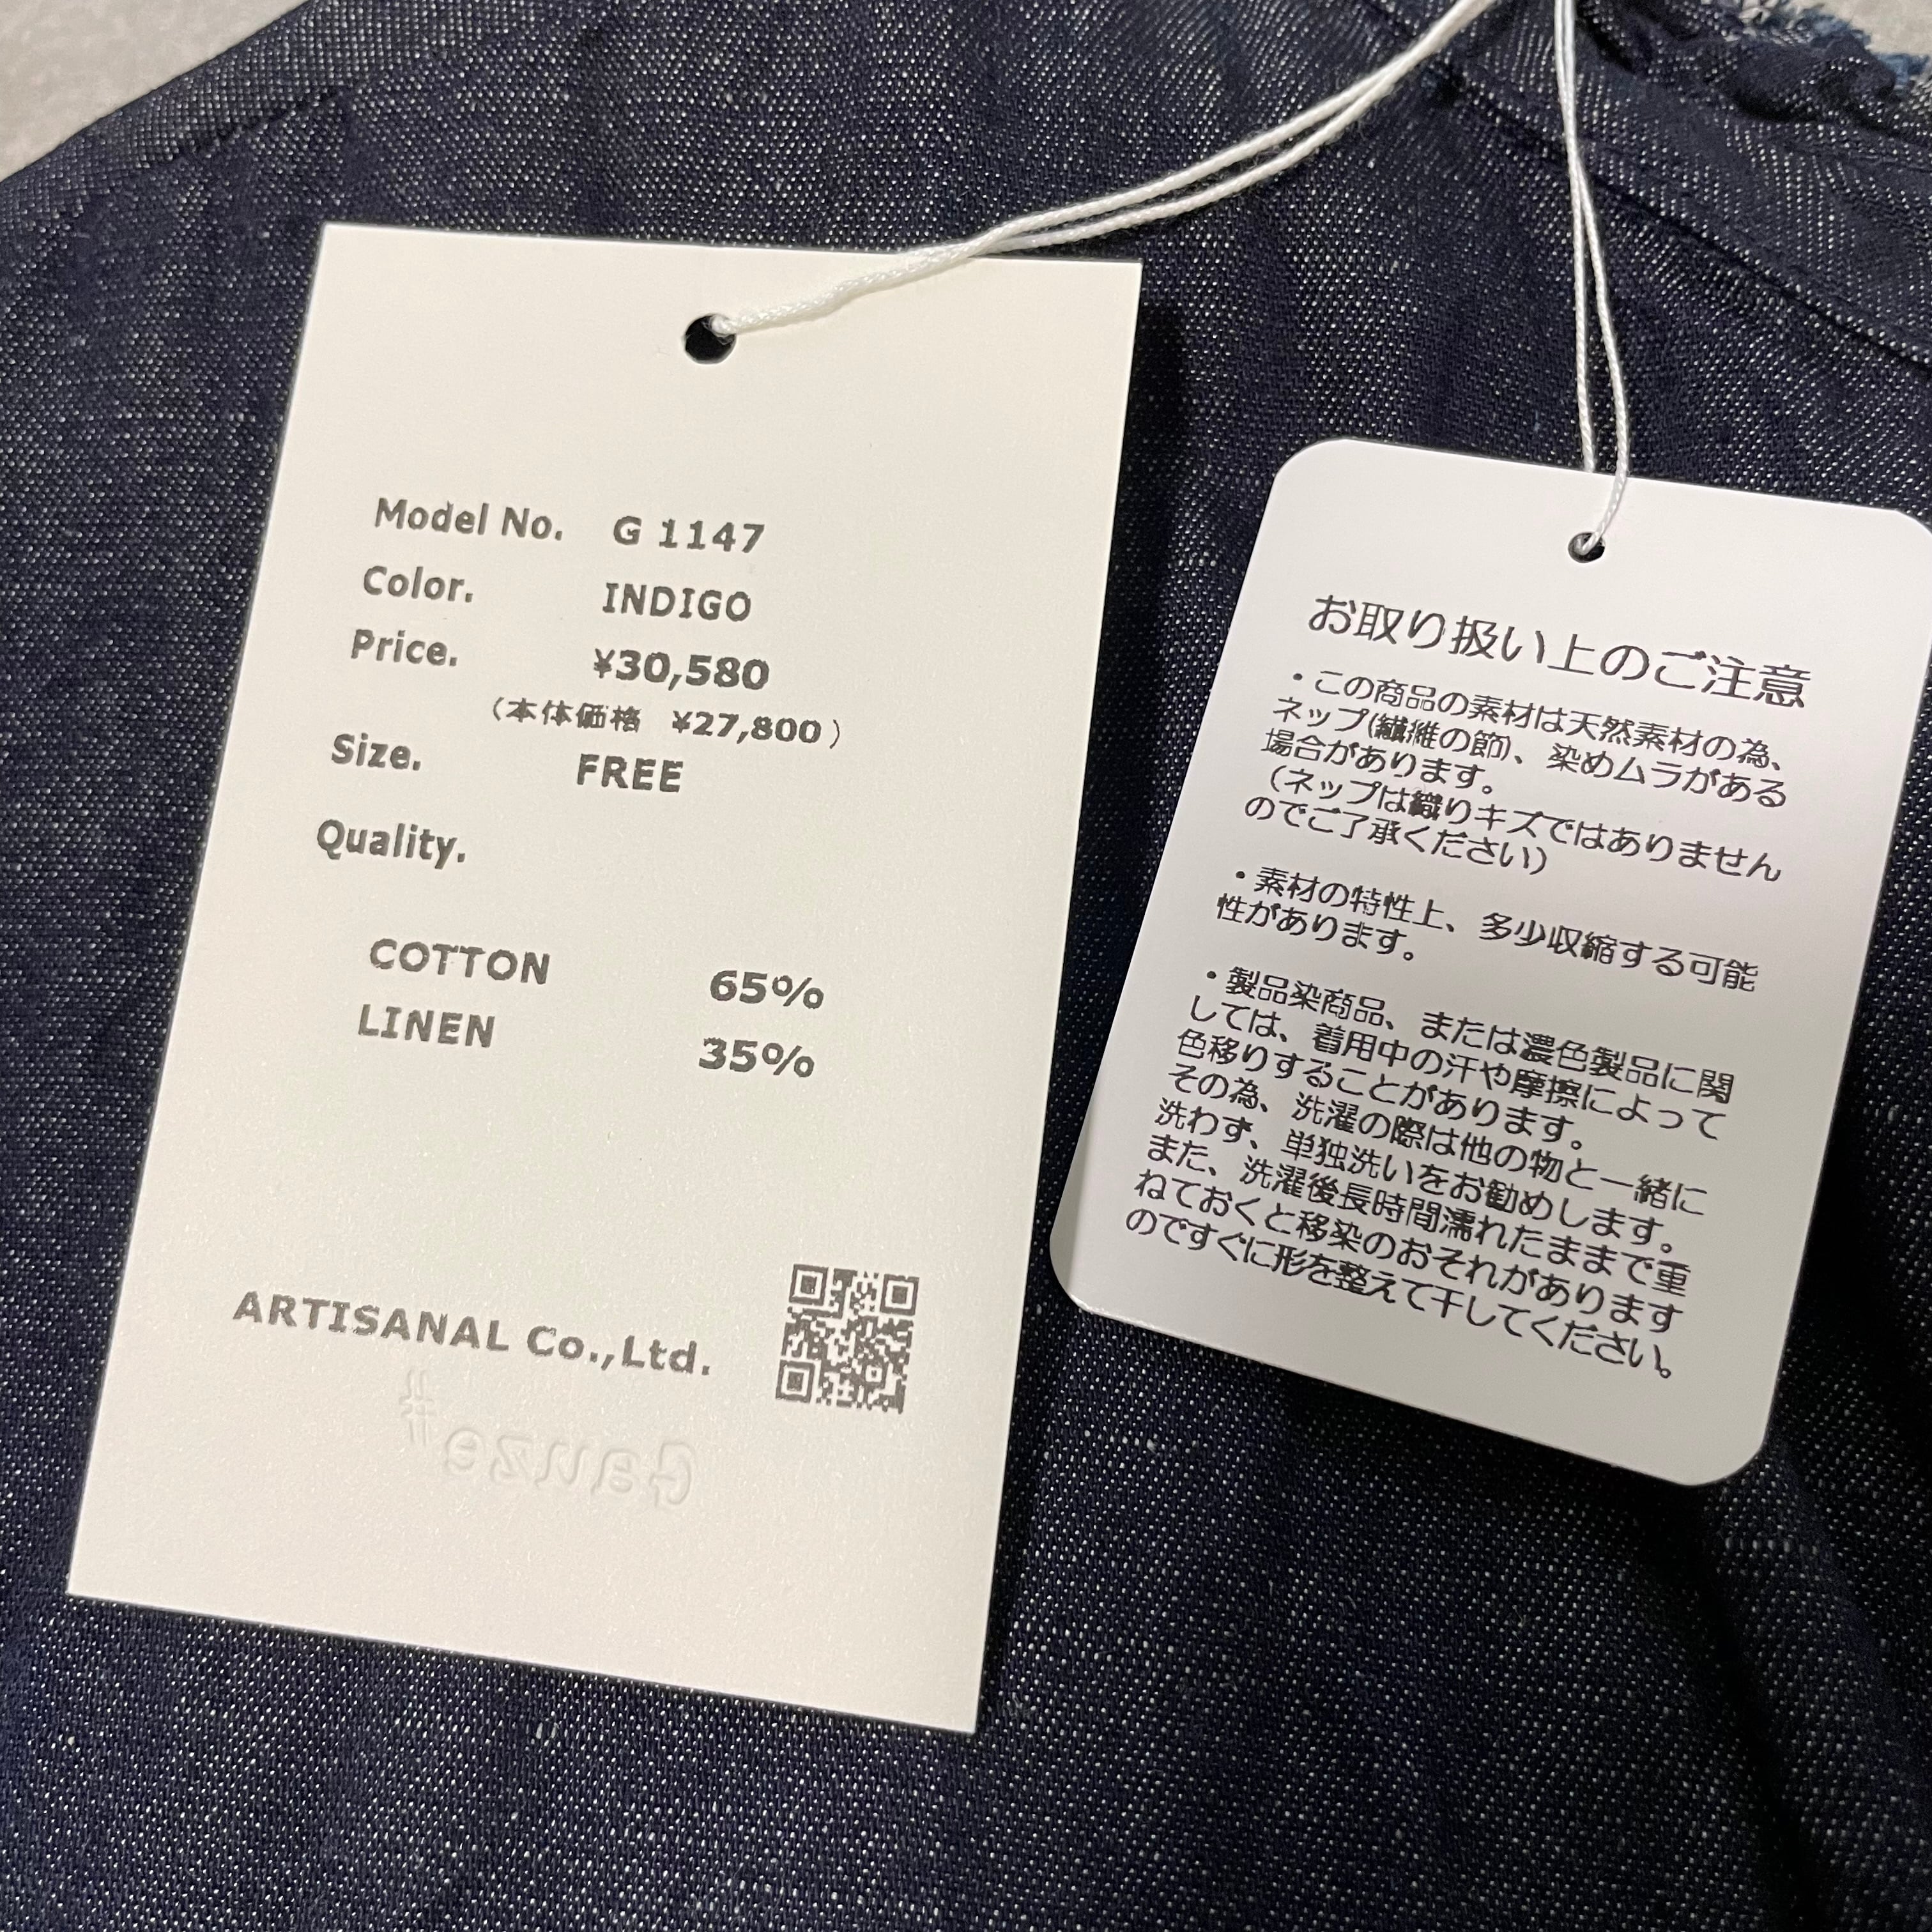 Model No. G 1147
Color. INDIGO
Price. ¥30,580
（本体価格 ¥27,800）
Size. FREE
Quality.
COTTON 65%
LINEN 35%
ARTISANAL Co.,Ltd.
Gauze#
お取り扱い上のご注意
・この商品の素材は天然素材の為、
ネップ(繊維の節)、染めムラがある
場合があります。
（ネップは織りキズではありません
のでご了承ください）
・素材の特性上、多少収縮する可能
性があります。
・製品染商品、または濃色製品に関
しては、着用中の汗や摩擦によって
色移りすることがあります。
その為、洗濯の際は他の物と一緒に
洗わず、単独洗いをお勧めします。
また、洗濯後長時間濡れたままで重
ねておくと移染のおそれがあります
のですぐに形を整えて干してください。